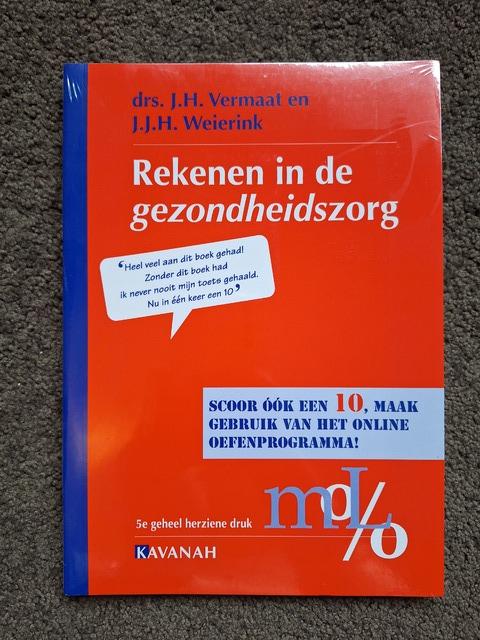 drs. J.H. Vermaat en
J.J.H. Weierink
Rekenen in de
gezondheidszorg
‘Heel veel aan dit boek gehad!
Zonder dit boek had
ik never nooit mijn toets gehaald.
Nu in één keer een 10’
SCOOR ÓÓK EEN 10, MAAK
GEBRUIK VAN HET ONLINE
OEFENPROGRAMMA!
mL %
5e geheel herziene druk
KAVANAH